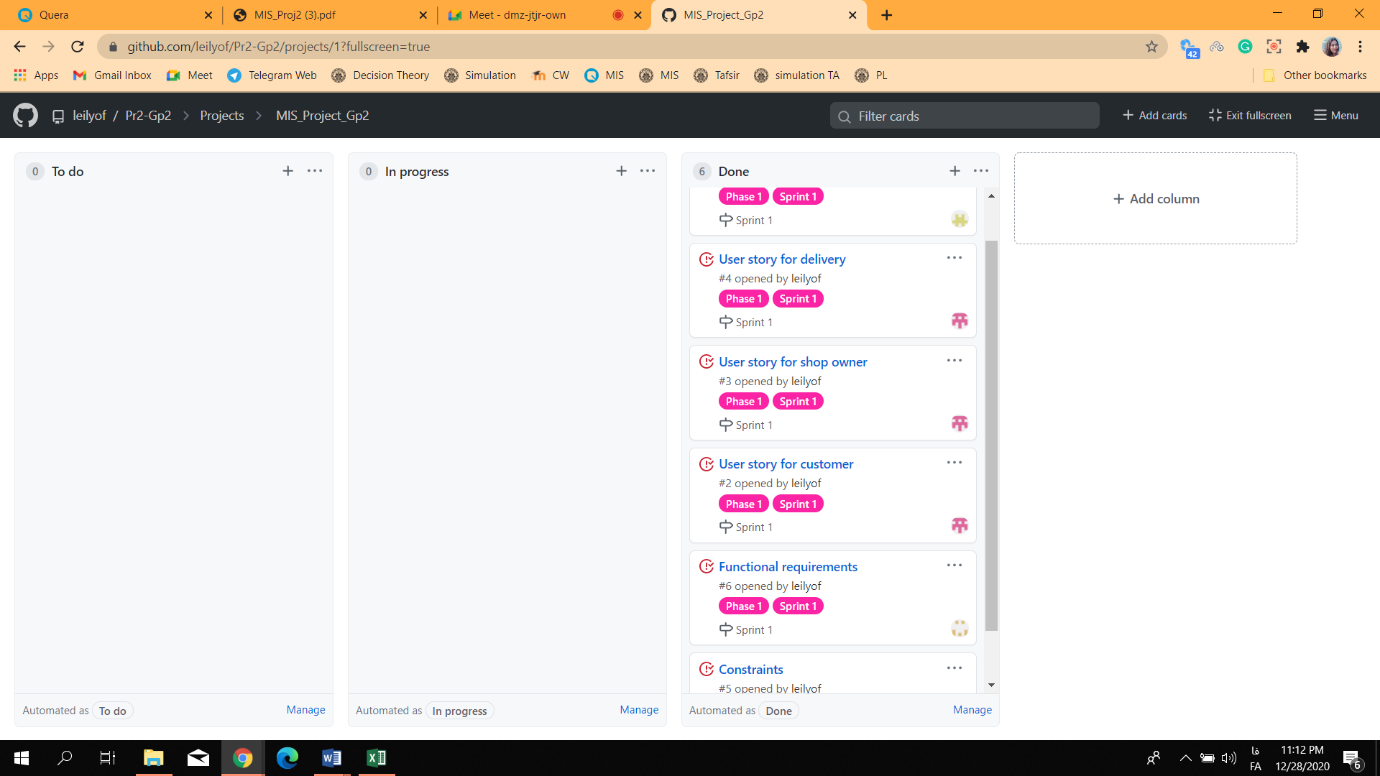 Quera
MIS_Proj2 (3).pdf
Meet - dmz-jtjr-own
MIS_Project_Gp2
github.com/leilyof/Pr2-Gp2/projects/1?fullscreen=true
42
Apps
Gmail Inbox
Meet
Telegram Web
Decision Theory
Simulation
CW
MIS
MIS
Tafsir
simulation TA
PL
Other bookmarks
leilyof / Pr2-Gp2 > Projects > MIS_Project_Gp2
Filter cards
+ Add cards
Exit fullscreen
Menu
0 To do
Automated as To do
Manage
0 In progress
Automated as In progress
Manage
6 Done
Phase 1 Sprint 1
Sprint 1
User story for delivery
#4 opened by leilyof
Phase 1 Sprint 1
Sprint 1
User story for shop owner
#3 opened by leilyof
Phase 1 Sprint 1
Sprint 1
User story for customer
#2 opened by leilyof
Phase 1 Sprint 1
Sprint 1
Functional requirements
#6 opened by leilyof
Phase 1 Sprint 1
Sprint 1
Constraints
#5 opened by leilyof
Automated as Done
Manage
+ Add column
فا
FA
11:12 PM
12/28/2020
6